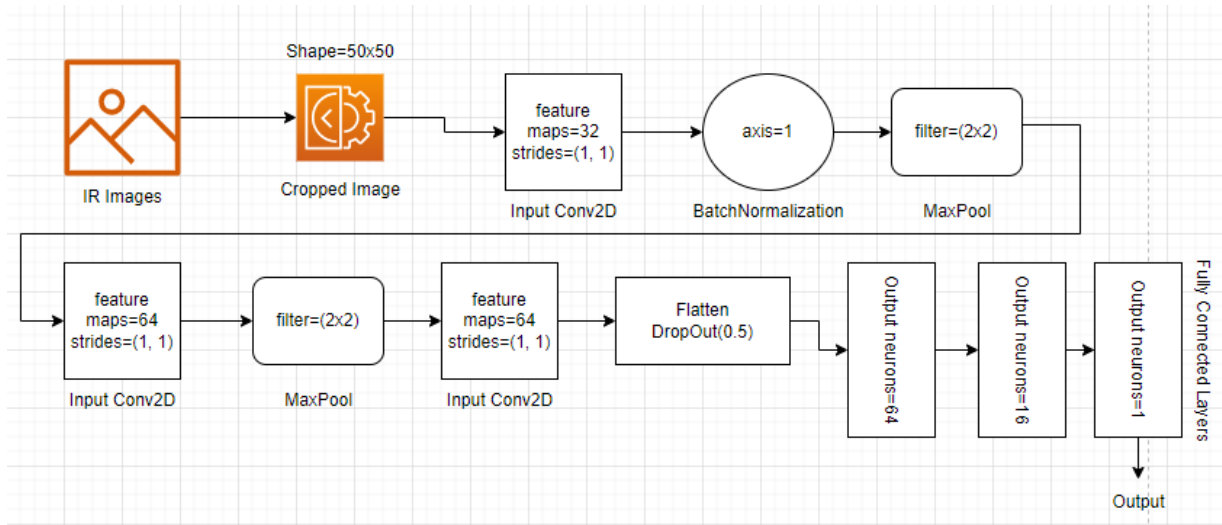 Shape=50x50
IR Images
Cropped Image
feature
maps=32
strides=(1, 1)
Input Conv2D
axis=1
BatchNormalization
filter=(2x2)
MaxPool
feature
maps=64
strides=(1, 1)
Input Conv2D
filter=(2x2)
MaxPool
feature
maps=64
strides=(1, 1)
Input Conv2D
Flatten
DropOut(0.5)
Output neurons=64
Output neurons=16
Output neurons=1
Fully Connected Layers
Output